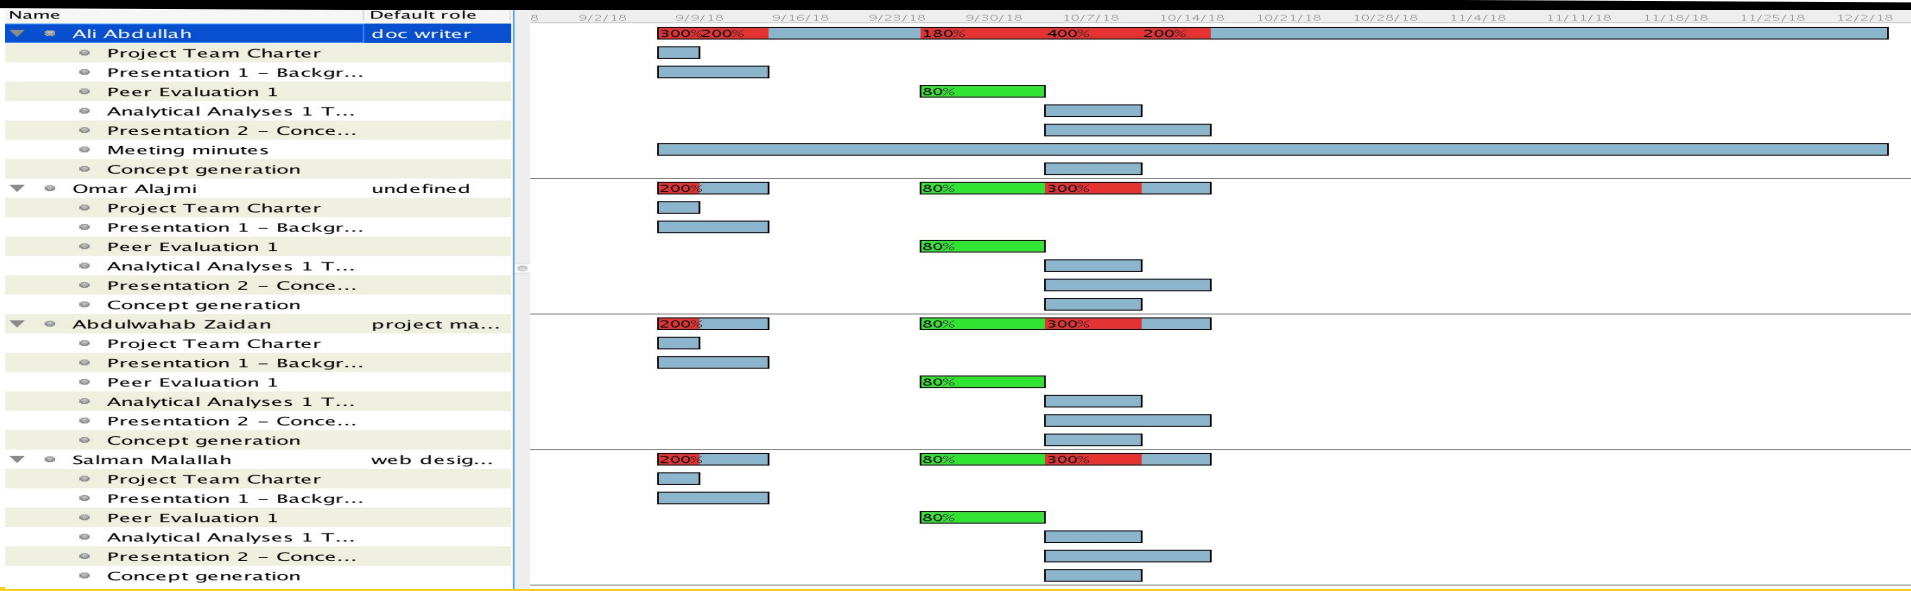 Name Default role 8 9/2/18 9/9/18 9/16/18 9/23/18 9/30/18 10/7/18 10/14/18 10/21/18 10/28/18 11/4/18 11/11/18 11/18/18 11/25/18 12/2/18
Ali Abdullah doc writer 300% 200% 180% 400% 200%
Project Team Charter
Presentation 1 – Backgr...
Peer Evaluation 1 80%
Analytical Analyses 1 T...
Presentation 2 – Conce...
Meeting minutes
Concept generation
Omar Alajmi undefined 200% 80% 300%
Project Team Charter
Presentation 1 – Backgr...
Peer Evaluation 1 80%
Analytical Analyses 1 T...
Presentation 2 – Conce...
Concept generation
Abdulwahab Zaidan project ma... 200% 80% 300%
Project Team Charter
Presentation 1 – Backgr...
Peer Evaluation 1 80%
Analytical Analyses 1 T...
Presentation 2 – Conce...
Concept generation
Salman Malallah web desig... 200% 80% 300%
Project Team Charter
Presentation 1 – Backgr...
Peer Evaluation 1 80%
Analytical Analyses 1 T...
Presentation 2 – Conce...
Concept generation